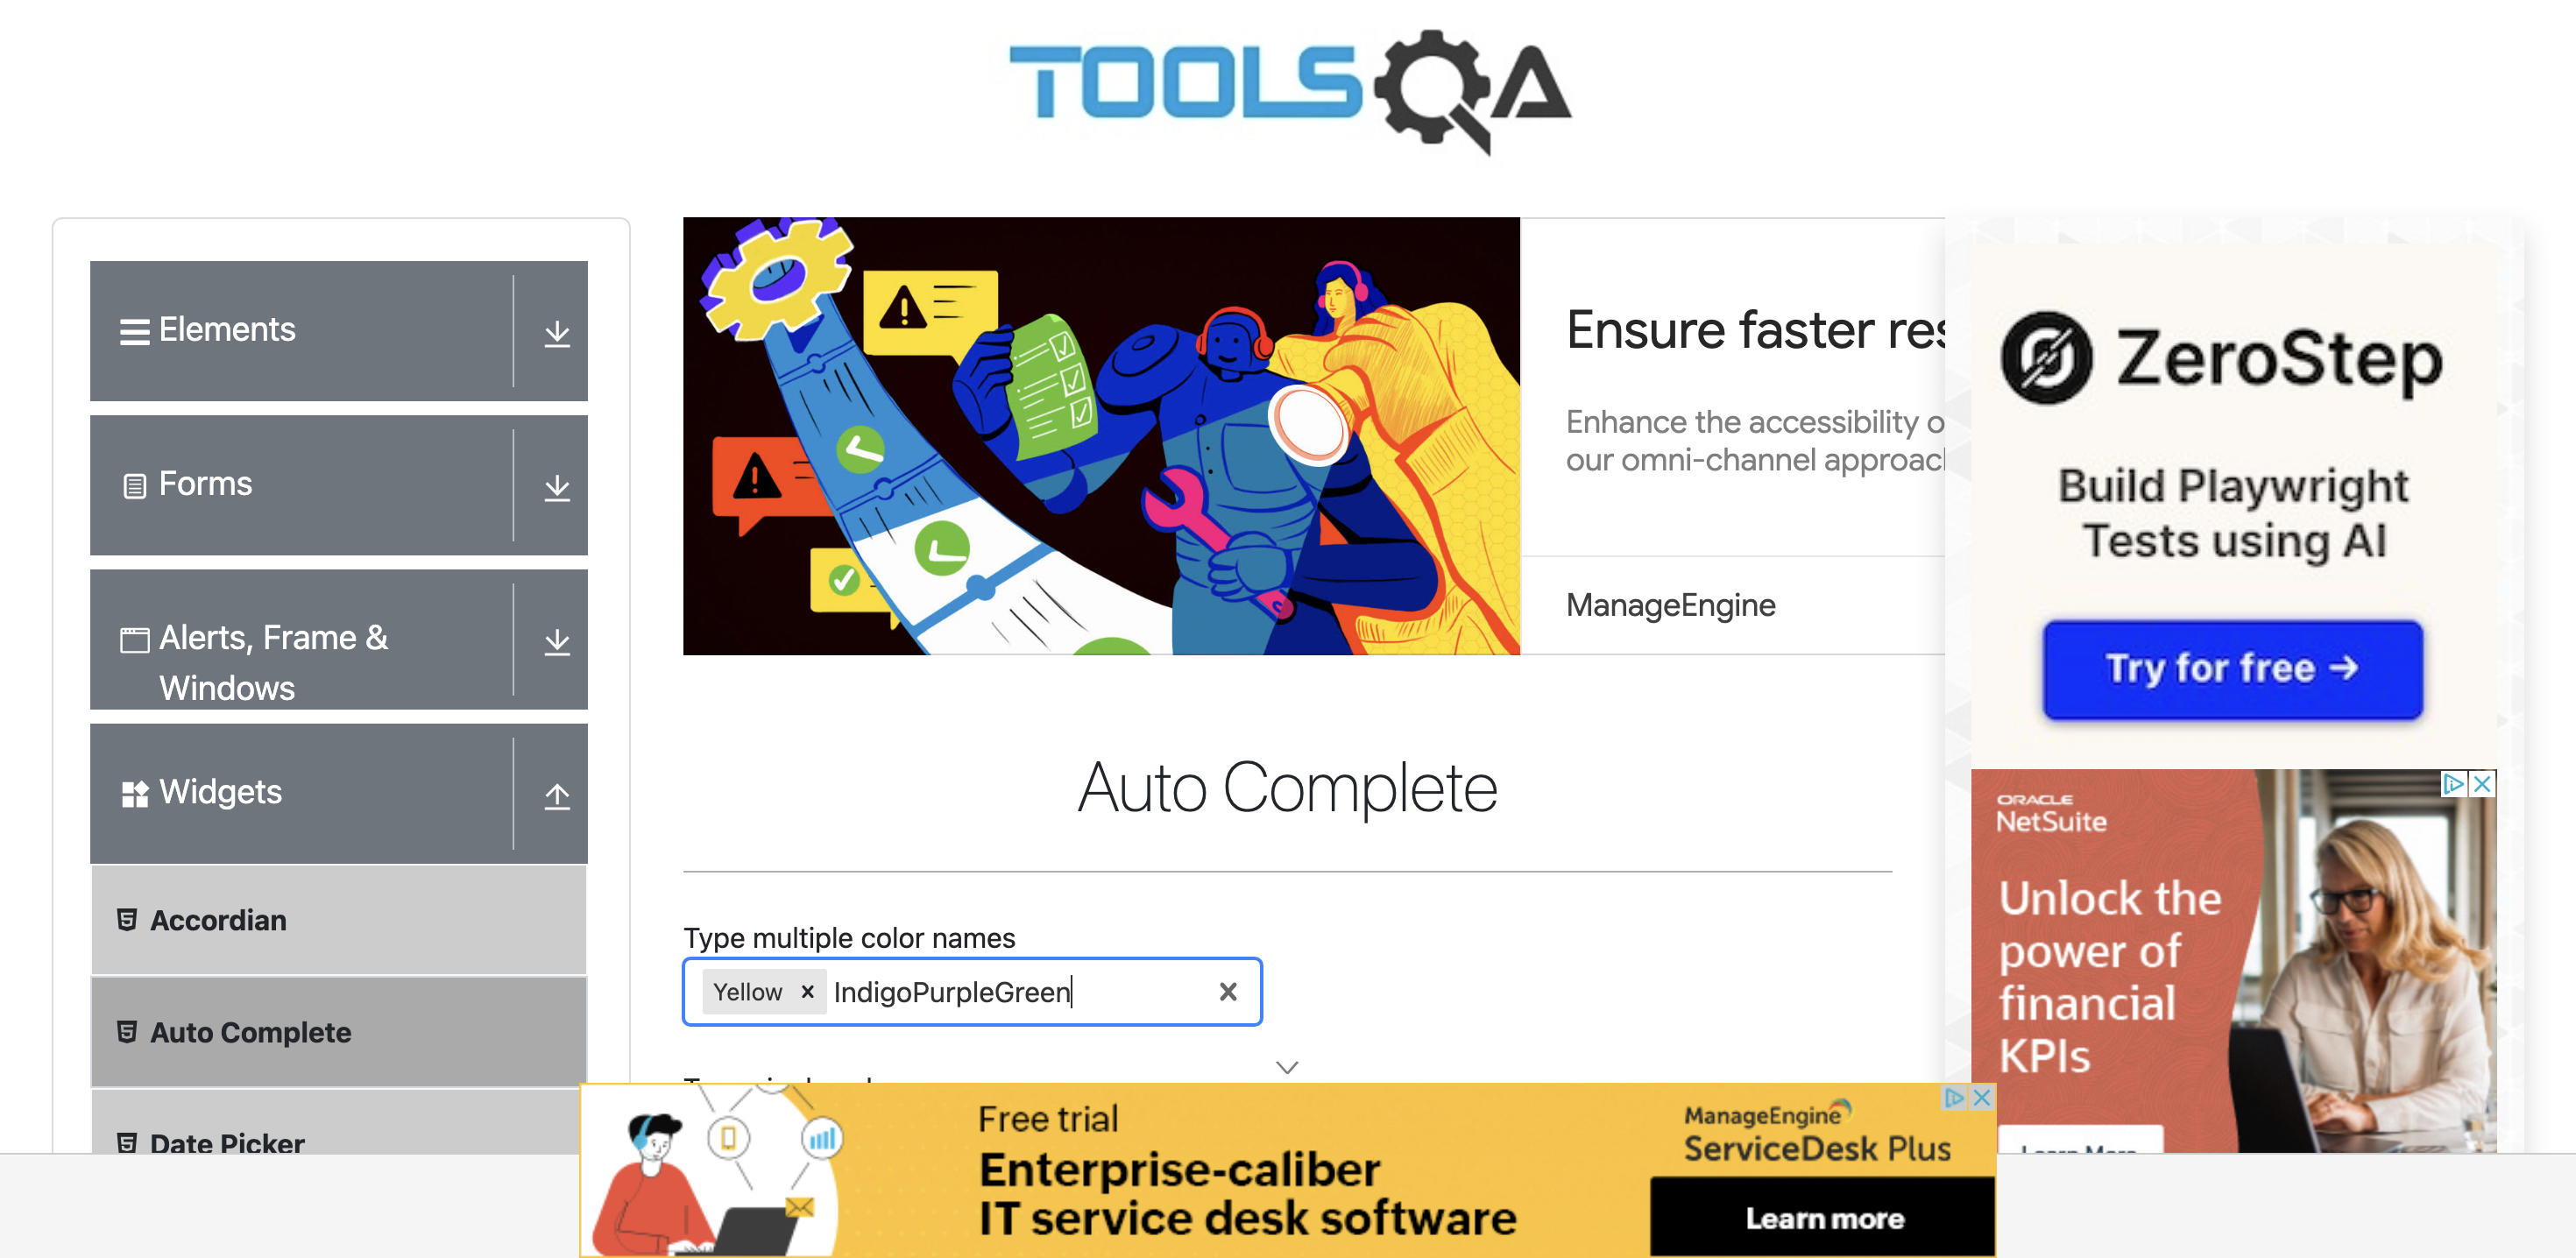 TOOLSQA
Elements
Forms
Alerts, Frame &
Windows
Widgets
Accordian
Auto Complete
Date Picker
Ensure faster res
Enhance the accessibility o
our omni-channel approac
ManageEngine
Auto Complete
Type multiple color names
Yellow × IndigoPurpleGreen
ZeroStep
Build Playwright
Tests using AI
Try for free →
ORACLE
NetSuite
Unlock the
power of
financial
KPIs
Learn More
Free trial
Enterprise-caliber
IT service desk software
ManageEngine
ServiceDesk Plus
Learn more